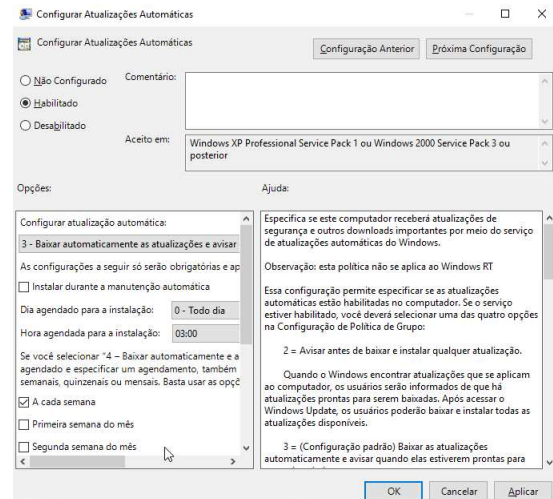 Configurar Atualizações Automáticas
Configurar Atualizações Automáticas
Configuração Anterior
Próxima Configuração
Não Configurado
Habilitado
Desabilitado
Comentário:
Aceito em:
Windows XP Professional Service Pack 1 ou Windows 2000 Service Pack 3 ou
posterior
Opções:
Ajuda:
Configurar atualização automática:
3 - Baixar automaticamente as atualizações e avisar
As configurações a seguir só serão obrigatórias e ap
Instalar durante a manutenção automática
Dia agendado para a instalação:
0 - Todo dia
Hora agendada para a instalação:
03:00
Se você selecionar "4 – Baixar automaticamente e a
agendado e especificar um agendamento, também
semanais, quinzenais ou mensais. Basta usar as opçõ
A cada semana
Primeira semana do mês
Segunda semana do mês
Especifica se este computador receberá atualizações de
segurança e outros downloads importantes por meio do serviço
de atualizações automáticas do Windows.
Observação: esta política não se aplica ao Windows RT
Essa configuração permite especificar se as atualizações
automáticas estão habilitadas no computador. Se o serviço
estiver habilitado, você deverá selecionar uma das quatro opções
na Configuração de Política de Grupo:
2 = Avisar antes de baixar e instalar qualquer atualização.
Quando o Windows encontrar atualizações que se aplicam
ao computador, os usuários serão informados de que há
atualizações prontas para serem baixadas. Após acessar o
Windows Update, os usuários poderão baixar e instalar todas as
atualizações disponíveis.
3 = (Configuração padrão) Baixar as atualizações
automaticamente e avisar quando elas estiverem prontas para
OK
Cancelar
Aplicar